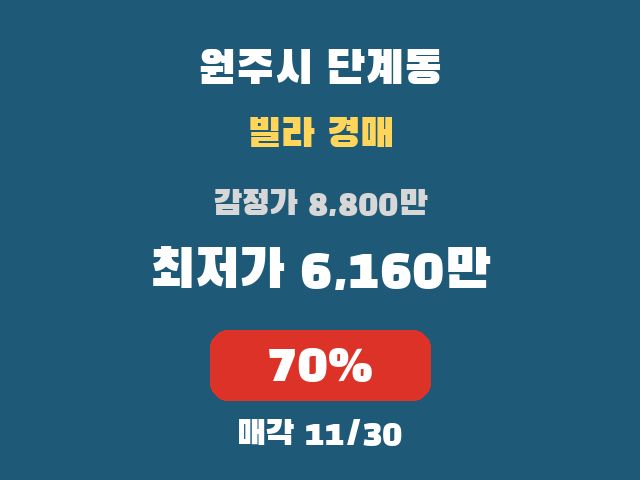 원주시 단계동
빌라 경매
감정가 8,800만
최저가 6,160만
70%
매각 11/30